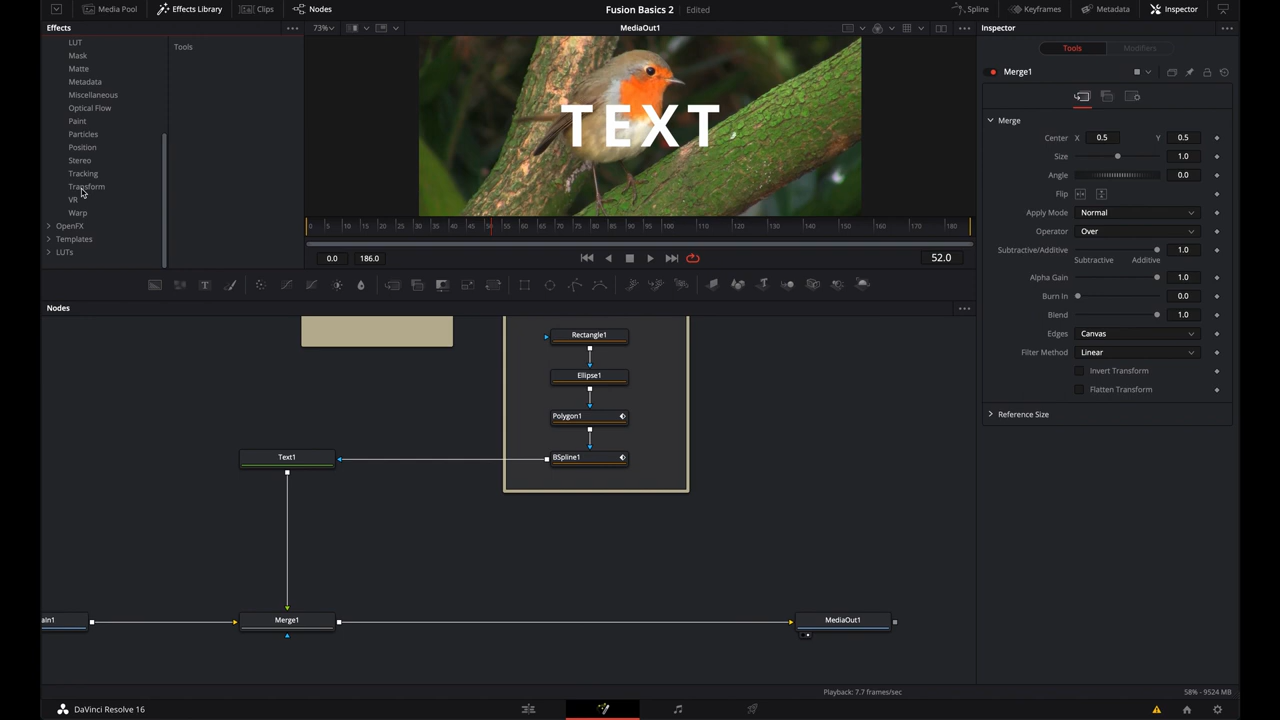 Media Pool
Effects Library
Clips
Nodes
Fusion Basics 2
Edited
Spline
Keyframes
Metadata
Inspector
Effects
73%
MediaOut1
Inspector
LUT
Mask
Matte
Metadata
Miscellaneous
Optical Flow
Paint
Particles
Position
Stereo
Tracking
Transform
VR
Warp
OpenFX
Templates
LUTs
Tools
TEXT
0 5 10 15 20 25 30 35 40 45 50 55 60 65 70 75 80 85 90 100 110 120 130 140 150 160 170 180
0.0 186.0
52.0
Tools Modifiers
Merge1
Merge
Center X 0.5 Y 0.5
Size 1.0
Angle 0.0
Flip
Apply Mode Normal
Operator Over
Subtractive/Additive 1.0
Subtractive Additive
Alpha Gain 1.0
Burn In 0.0
Blend 1.0
Edges Canvas
Filter Method Linear
Invert Transform
Flatten Transform
Reference Size
Nodes
Rectangle1
Ellipse1
Polygon1
BSpline1
Text1
ain1
Merge1
MediaOut1
Playback: 7.7 frames/sec
58% - 9524 MB
DaVinci Resolve 16